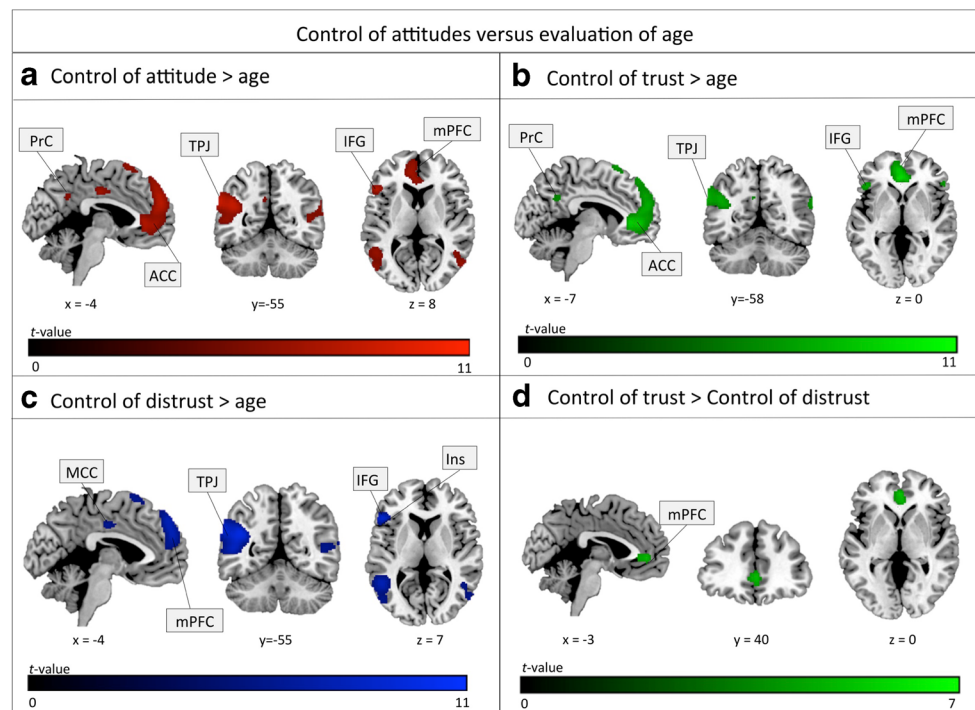 Control of attitudes versus evaluation of age
a Control of attitude > age
PrC
TPJ
IFG
mPFC
ACC
x = -4
y=-55
z = 8
t-value
0
11
b Control of trust > age
PrC
TPJ
IFG
mPFC
ACC
x = -7
y=-58
z = 0
t-value
0
11
c Control of distrust > age
MCC
TPJ
IFG
Ins
mPFC
x = -4
y=-55
z = 7
t-value
0
11
d Control of trust > Control of distrust
mPFC
x = -3
y = 40
z = 0
t-value
0
7